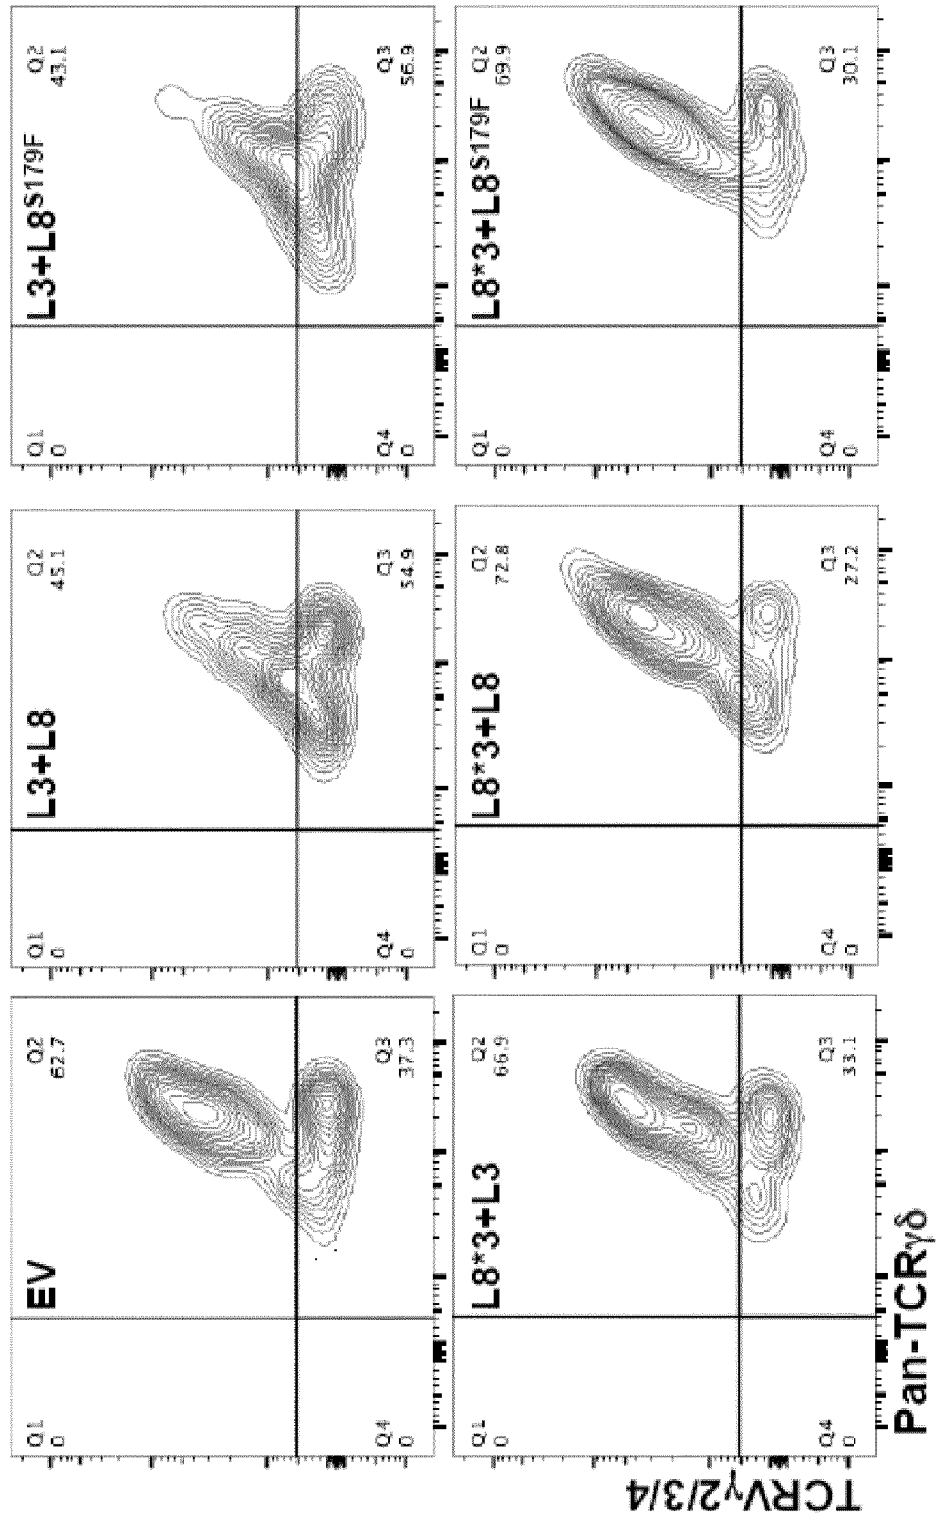 EV
Q1
0
Q2
62.7
Q4
0
Q3
37.3
L3+L8
Q1
0
Q2
45.1
Q4
0
Q3
54.9
L3+L8S179F
Q1
0
Q2
43.1
Q4
0
Q3
56.9
L8*3+L3
Q1
0
Q2
66.9
Q4
0
Q3
33.1
L8*3+L8
Q1
0
Q2
72.8
Q4
0
Q3
27.2
L8*3+L8S179F
Q1
0
Q2
69.9
Q4
0
Q3
30.1
TCRVγ2/3/4
Pan-TCRγδ